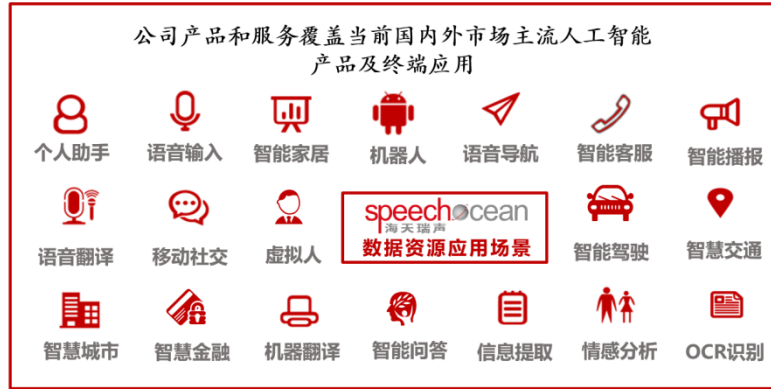 公司产品和服务覆盖当前国内外市场主流人工智能
产品及终端应用
个人助手 语音输入 智能家居 机器人 语音导航 智能客服 智能播报
speechocean
海天瑞声
数据资源应用场景
语音翻译 移动社交 虚拟人 智能驾驶 智慧交通
智慧城市 智慧金融 机器翻译 智能问答 信息提取 情感分析 OCR识别